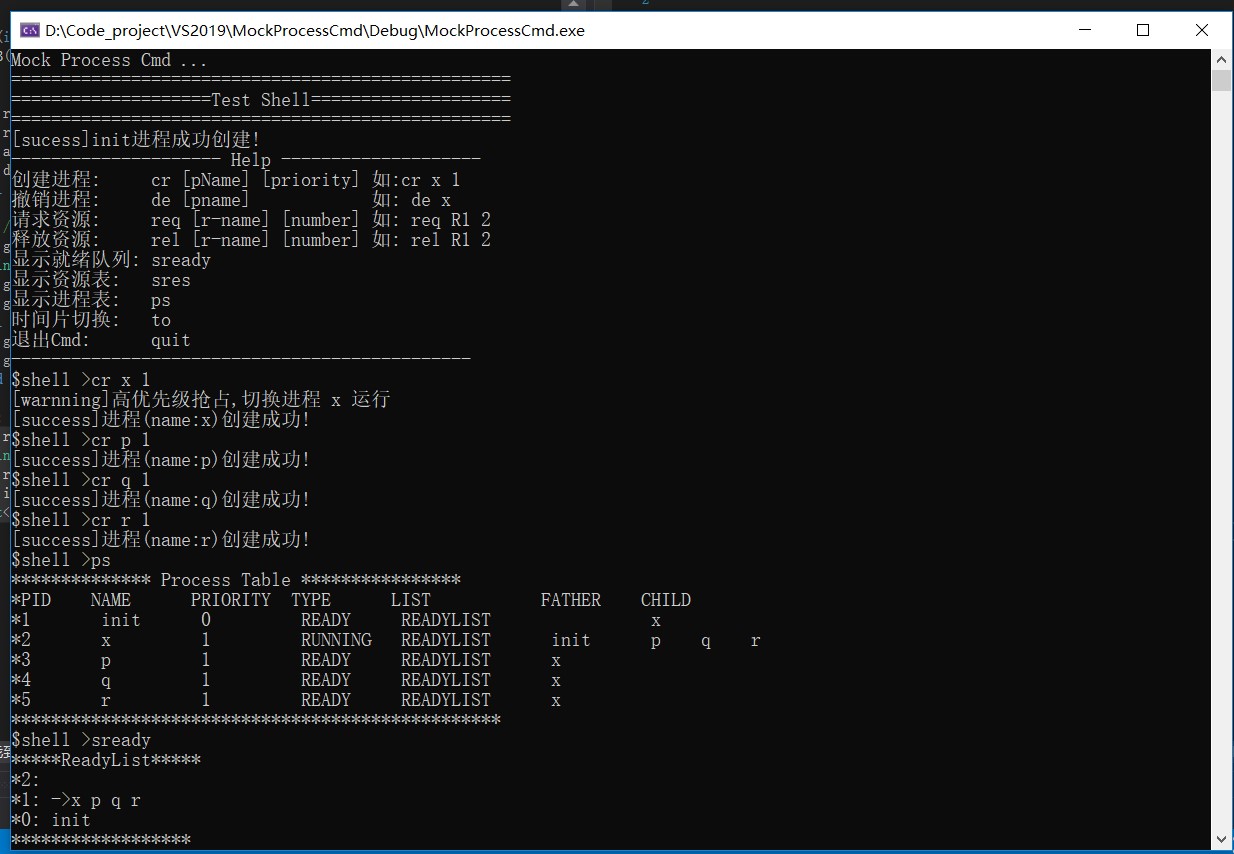 D:\Code_project\VS2019\MockProcessCmd\Debug\MockProcessCmd.exe
Mock Process Cmd ...
==================================================
====================Test Shell====================
==================================================
[sucess]init进程成功创建!
--------------------- Help --------------------
创建进程: cr [pName] [priority] 如:cr x 1
撤销进程: de [pname] 如: de x
请求资源: req [r-name] [number] 如: req R1 2
释放资源: rel [r-name] [number] 如: rel R1 2
显示就绪队列: sready
显示资源表: sres
显示进程表: ps
时间片切换: to
退出Cmd: quit
----------------------------------------------
$shell >cr x 1
[warnning]高优先级抢占,切换进程 x 运行
[success]进程(name:x)创建成功!
$shell >cr p 1
[success]进程(name:p)创建成功!
$shell >cr q 1
[success]进程(name:q)创建成功!
$shell >cr r 1
[success]进程(name:r)创建成功!
$shell >ps
************** Process Table ****************
*PID NAME PRIORITY TYPE LIST FATHER CHILD
*1 init 0 READY READYLIST x
*2 x 1 RUNNING READYLIST init p q r
*3 p 1 READY READYLIST x
*4 q 1 READY READYLIST x
*5 r 1 READY READYLIST x
*************************************************
$shell >sready
*****ReadyList*****
*2:
*1: ->x p q r
*0: init
******************